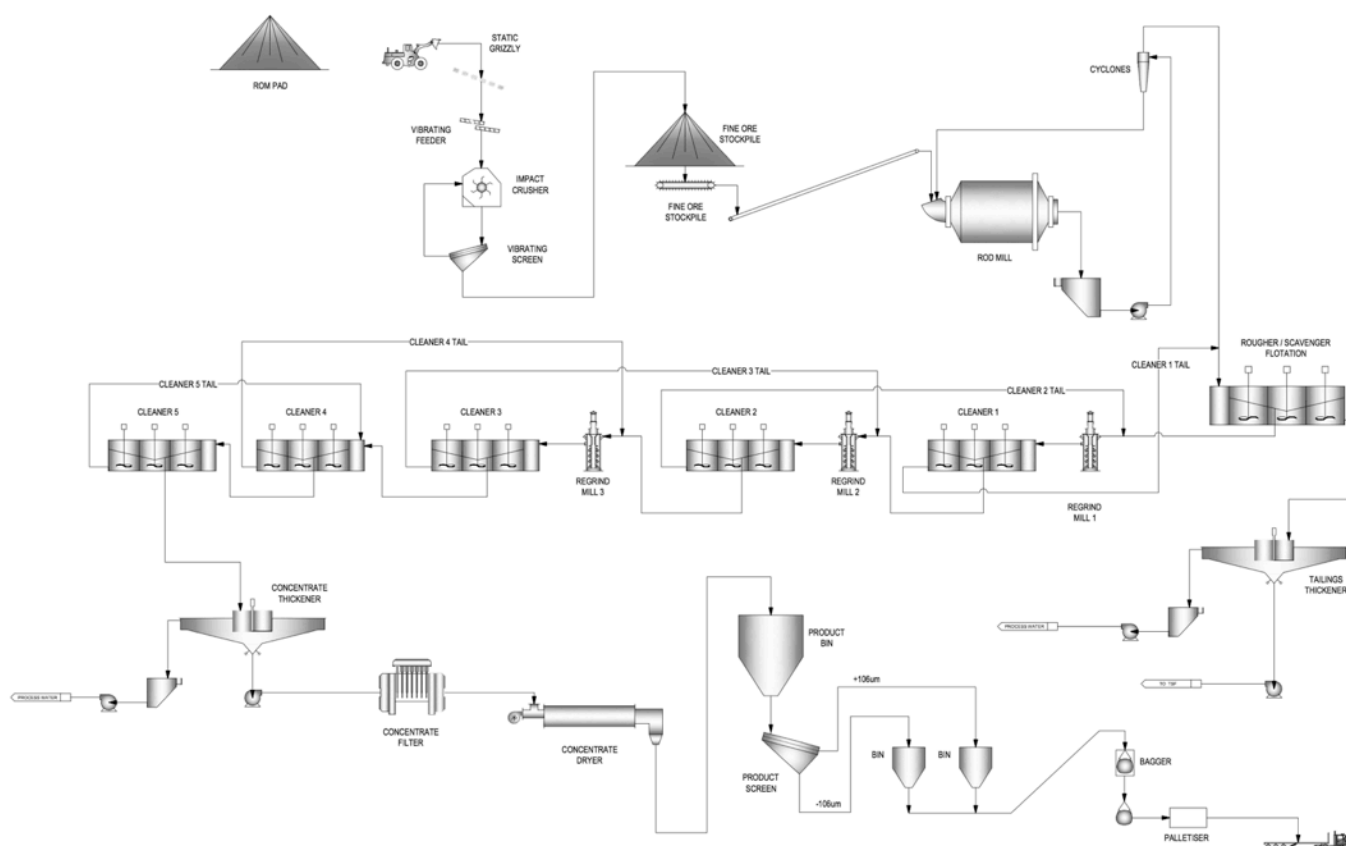 ROM PAD
STATIC
GRIZZLY
VIBRATING
FEEDER
IMPACT
CRUSHER
VIBRATING
SCREEN
FINE ORE
STOCKPILE
FINE ORE
STOCKPILE
CYCLONES
ROD MILL
ROUGHER / SCAVENGER
FLOTATION
CLEANER 1 TAIL
CLEANER 4 TAIL
CLEANER 3 TAIL
CLEANER 5 TAIL
CLEANER 2 TAIL
CLEANER 5
CLEANER 4
CLEANER 3
CLEANER 2
CLEANER 1
REGRIND
MILL 3
REGRIND
MILL 2
REGRIND
MILL 1
CONCENTRATE
THICKENER
TAILINGS
THICKENER
PROCESS WATER
TO TSF
PRODUCT
BIN
PROCESS WATER
CONCENTRATE
FILTER
CONCENTRATE
DRYER
+106um
PRODUCT
SCREEN
-106um
BIN
BIN
BAGGER
PALLETISER